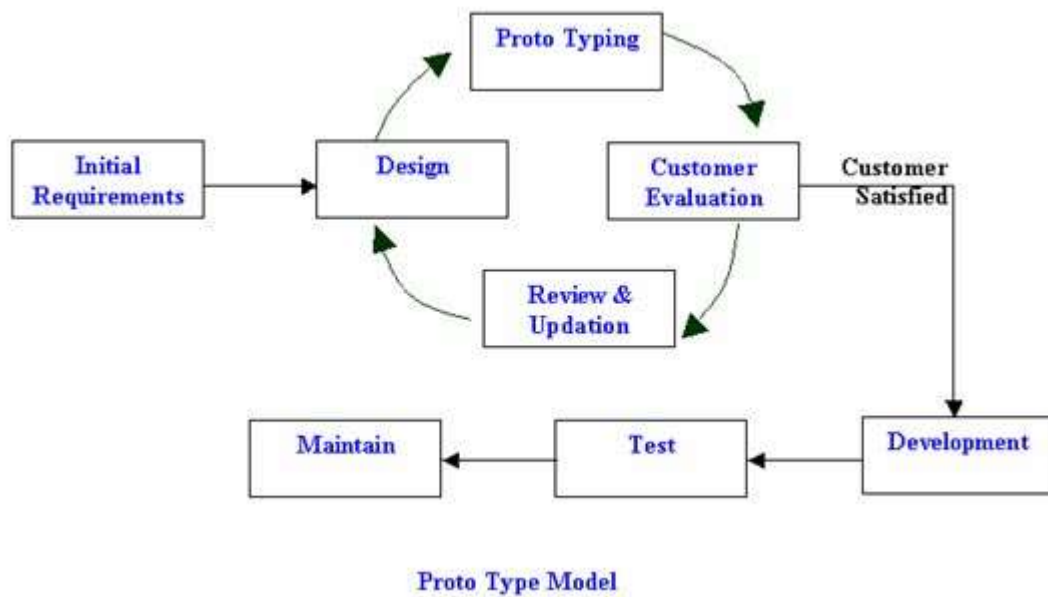 Proto Typing
Initial
Requirements
Design
Customer
Evaluation
Customer
Satisfied
Review &
Updation
Maintain
Test
Development
Proto Type Model